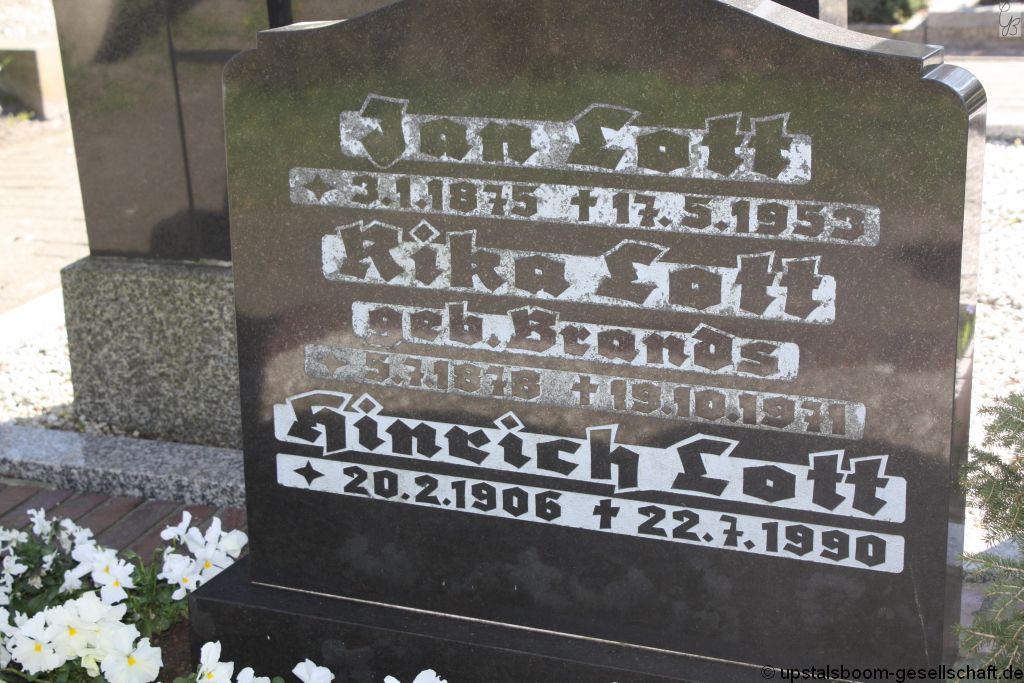 Jan Lott
✦ 3.1.1875 † 17.5.1953
Rika Lott
geb. Brands
✦ 5.7.1878 † 19.10.1971
Hinrich Lott
✦ 20.2.1906 † 22.7.1990
© upstalsboom-gesellschaft.de